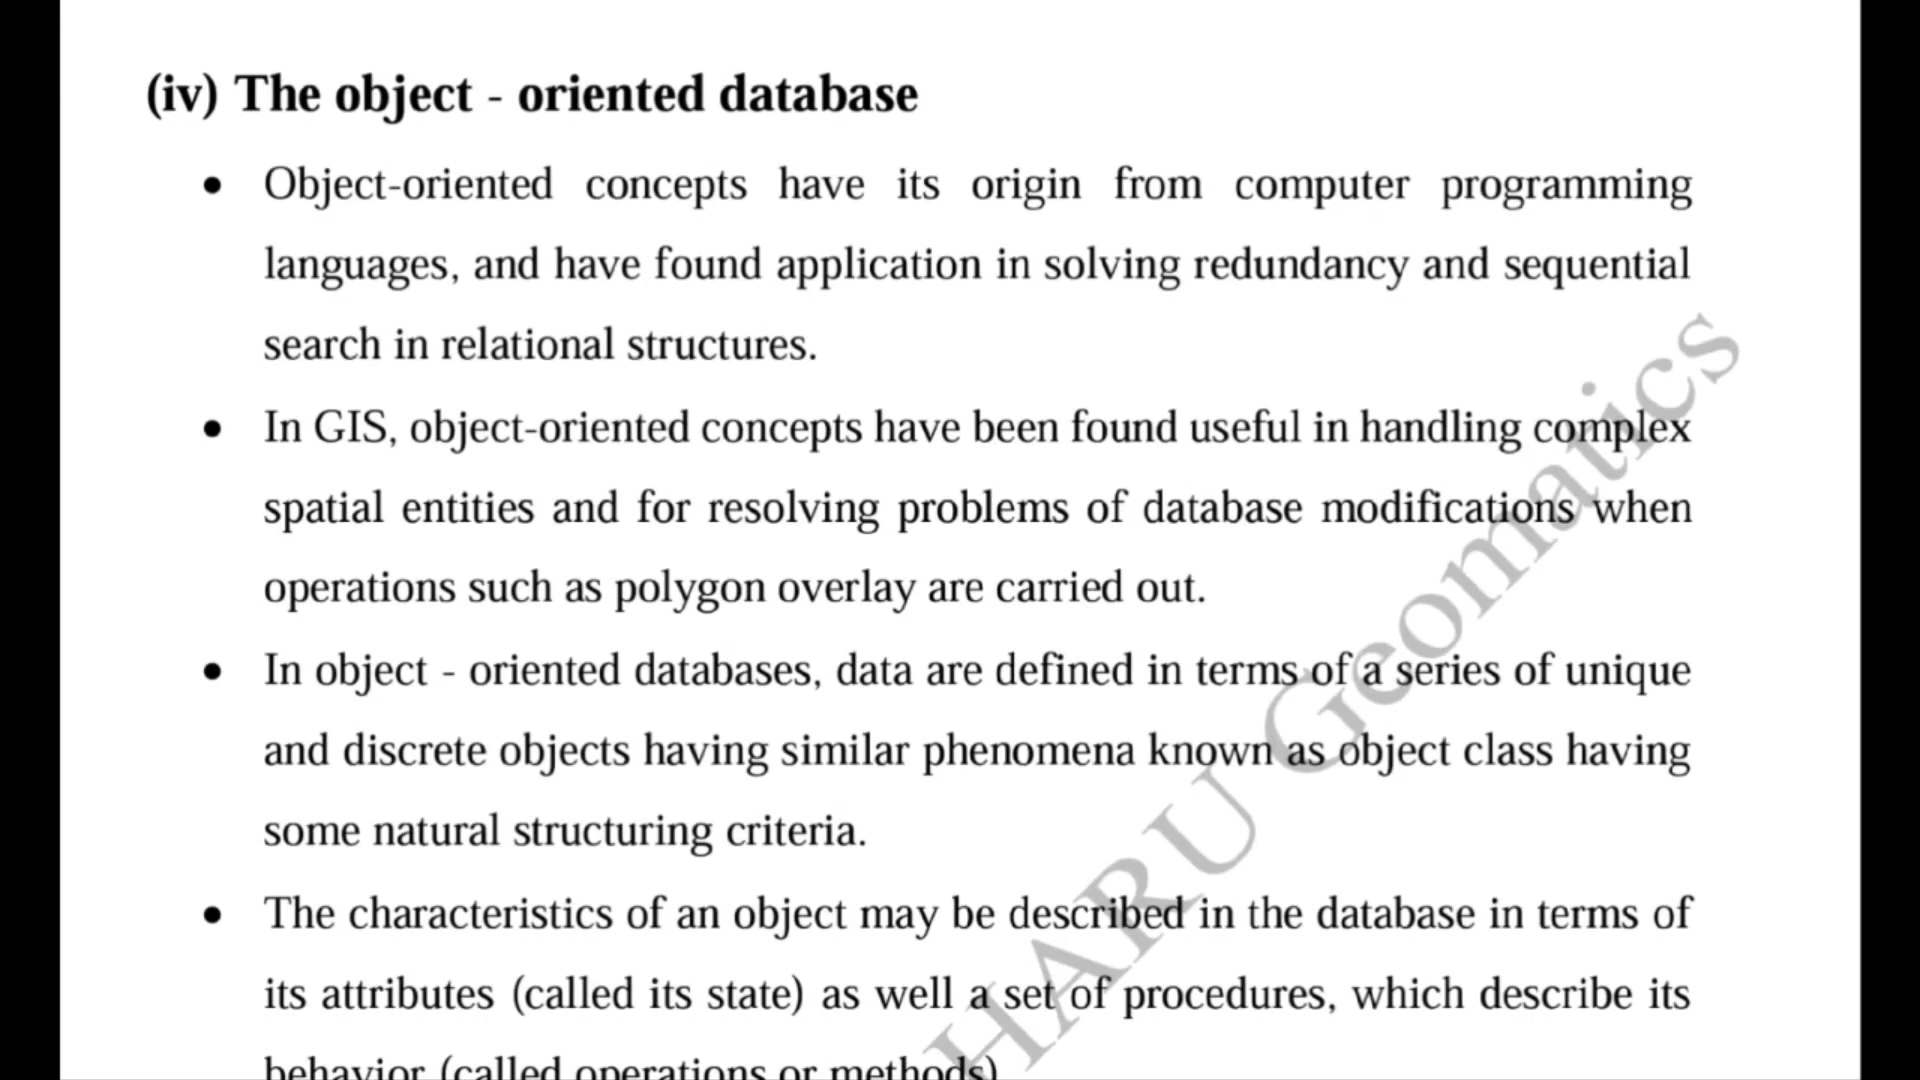 (iv) The object - oriented database
• Object-oriented concepts have its origin from computer programming
languages, and have found application in solving redundancy and sequential
search in relational structures.
• In GIS, object-oriented concepts have been found useful in handling complex
spatial entities and for resolving problems of database modifications when
operations such as polygon overlay are carried out.
• In object - oriented databases, data are defined in terms of a series of unique
and discrete objects having similar phenomena known as object class having
some natural structuring criteria.
• The characteristics of an object may be described in the database in terms of
its attributes (called its state) as well a set of procedures, which describe its
behavior (called operations or methods)
HARU Geomatics